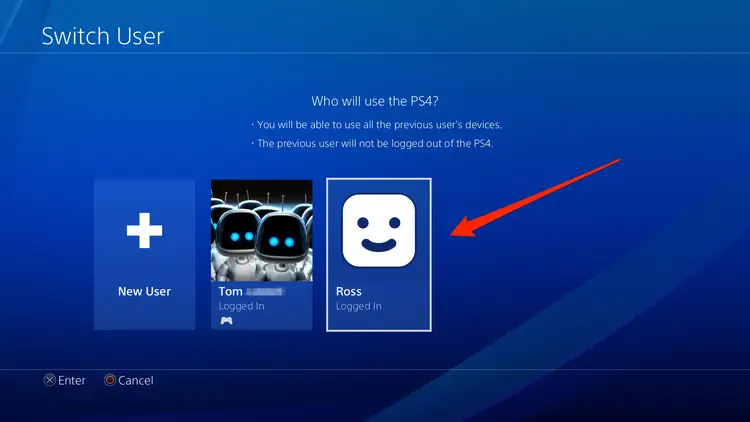 Switch User
Who will use the PS4?
・You will be able to use all the previous user's devices.
・The previous user will not be logged out of the PS4.
New User
Tom
Logged In
Ross
Logged In
Enter
Cancel